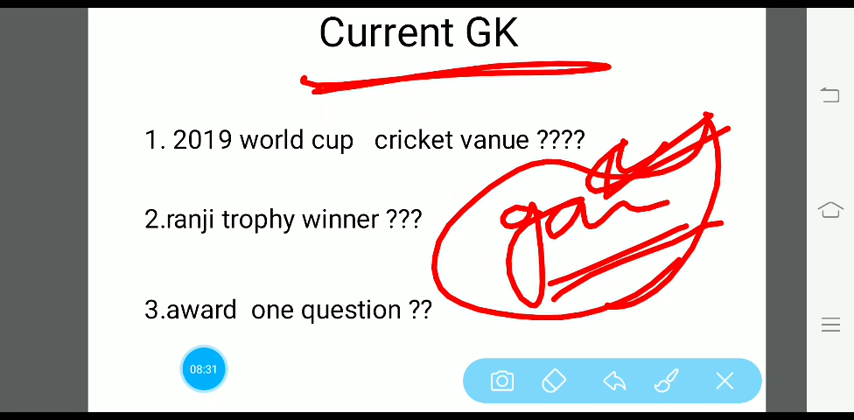 Current GK
1. 2019 world cup cricket vanue ????
2.ranji trophy winner ???
3.award one question ??
08:31